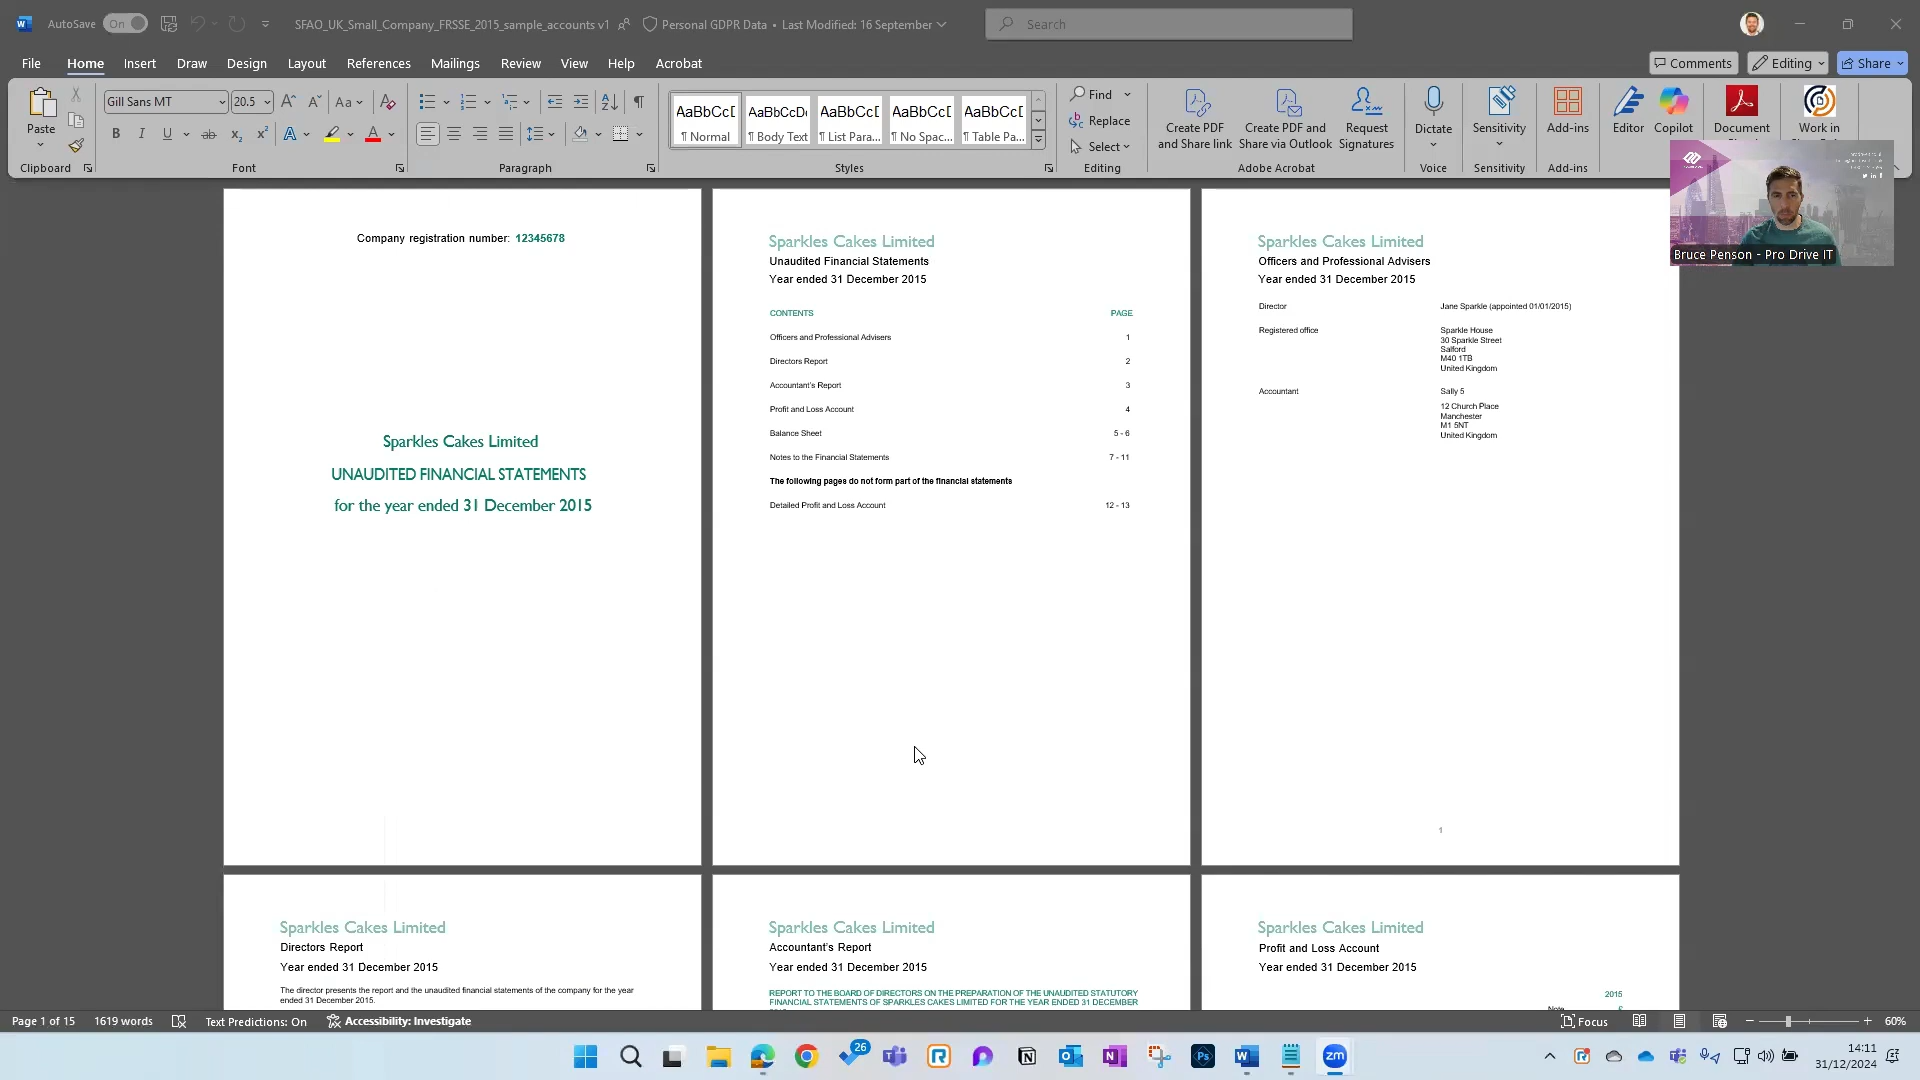 AutoSave On SFAO_UK_Small_Company_FRSSE_2015_sample_accounts v1 Personal GDPR Data • Last Modified: 16 September Search
File Home Insert Draw Design Layout References Mailings Review View Help Acrobat Comments Editing Share
Gill Sans MT 20.5
Paste
AaBbCc[ AaBbCcD AaBbCc[ AaBbCc[ AaBbCc[
¶ Normal ¶ Body Text ¶ List Para... ¶ No Spac... ¶ Table Pa...
Find
Replace
Select
Create PDF and Share link
Create PDF and Share via Outlook
Request Signatures
Dictate
Sensitivity
Add-ins
Editor
Copilot
Document
Work in
Clipboard Font Paragraph Styles Editing Adobe Acrobat Voice Sensitivity Add-ins
Bruce Penson - Pro Drive IT
Company registration number: 12345678
Sparkles Cakes Limited
UNAUDITED FINANCIAL STATEMENTS
for the year ended 31 December 2015
Sparkles Cakes Limited
Unaudited Financial Statements
Year ended 31 December 2015
CONTENTS PAGE
Officers and Professional Advisers 1
Directors Report 2
Accountant's Report 3
Profit and Loss Account 4
Balance Sheet 5 - 6
Notes to the Financial Statements 7 - 11
The following pages do not form part of the financial statements
Detailed Profit and Loss Account 12 - 13
Sparkles Cakes Limited
Officers and Professional Advisers
Year ended 31 December 2015
Director Jane Sparkle (appointed 01/01/2015)
Registered office Sparkle House
30 Sparkle Street
Salford
M40 1TB
United Kingdom
Accountant Sally 5
12 Church Place
Manchester
M1 5NT
United Kingdom
1
Sparkles Cakes Limited
Directors Report
Year ended 31 December 2015
The director presents the report and the unaudited financial statements of the company for the year
ended 31 December 2015.
Sparkles Cakes Limited
Accountant's Report
Year ended 31 December 2015
REPORT TO THE BOARD OF DIRECTORS ON THE PREPARATION OF THE UNAUDITED STATUTORY
FINANCIAL STATEMENTS OF SPARKLES CAKES LIMITED FOR THE YEAR ENDED 31 DECEMBER
Sparkles Cakes Limited
Profit and Loss Account
Year ended 31 December 2015
2015
Note £
Page 1 of 15 1619 words Text Predictions: On Accessibility: Investigate Focus 60%
26
14:11
31/12/2024